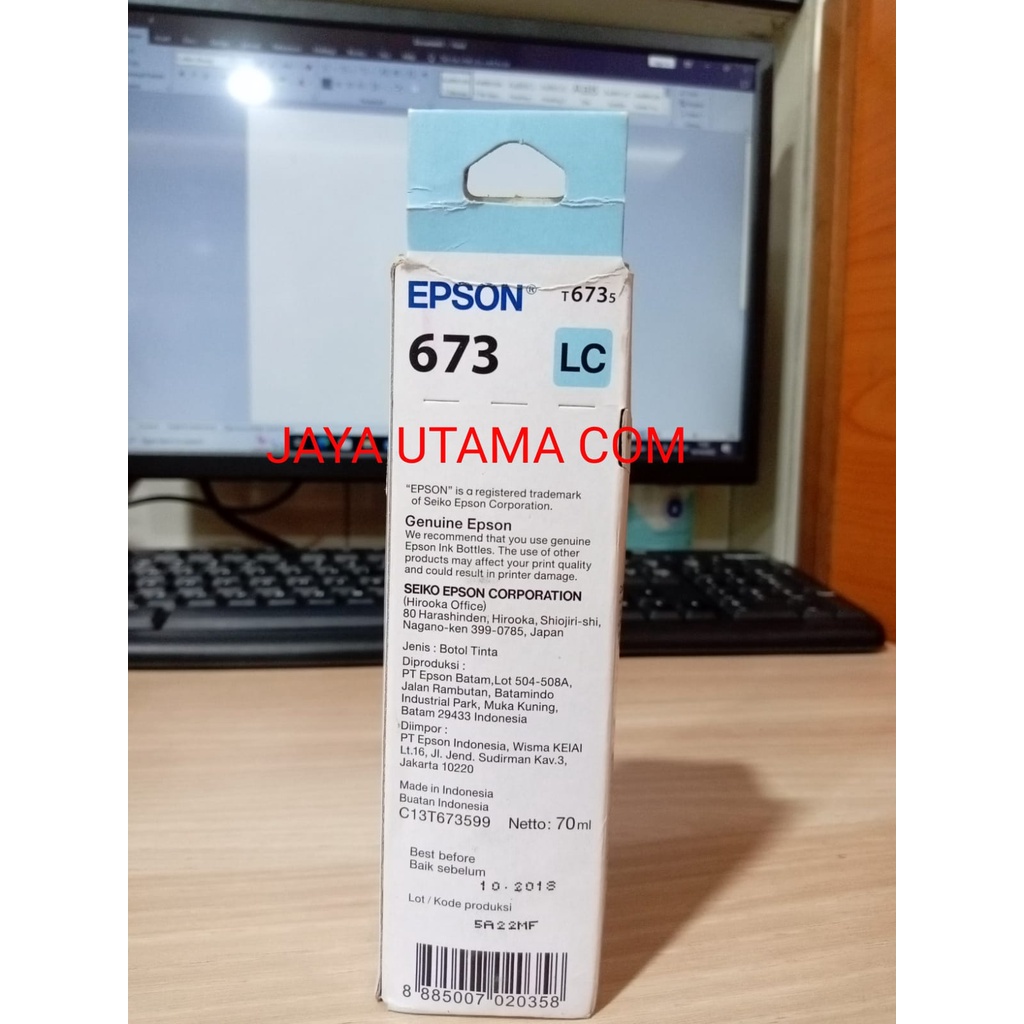 EPSON® T6735
673 LC
JAYA UTAMA COM
"EPSON" is a registered trademark
of Seiko Epson Corporation.
Genuine Epson
We recommend that you use genuine
Epson Ink Bottles. The use of other
products may affect your print quality
and could result in printer damage.
SEIKO EPSON CORPORATION
(Hirooka Office)
80 Harashinden, Hirooka, Shiojiri-shi,
Nagano-ken 399-0785, Japan
Jenis : Botol Tinta
Diproduksi :
PT Epson Batam,Lot 504-508A,
Jalan Rambutan, Batamindo
Industrial Park, Muka Kuning,
Batam 29433 Indonesia
Diimpor :
PT Epson Indonesia, Wisma KEIAI
Lt.16, Jl. Jend. Sudirman Kav.3,
Jakarta 10220
Made in Indonesia
Buatan Indonesia
C13T673599 Netto: 70ml
Best before
Baik sebelum
10.2018
Lot / Kode produksi
5A22MF
8 885007 020358